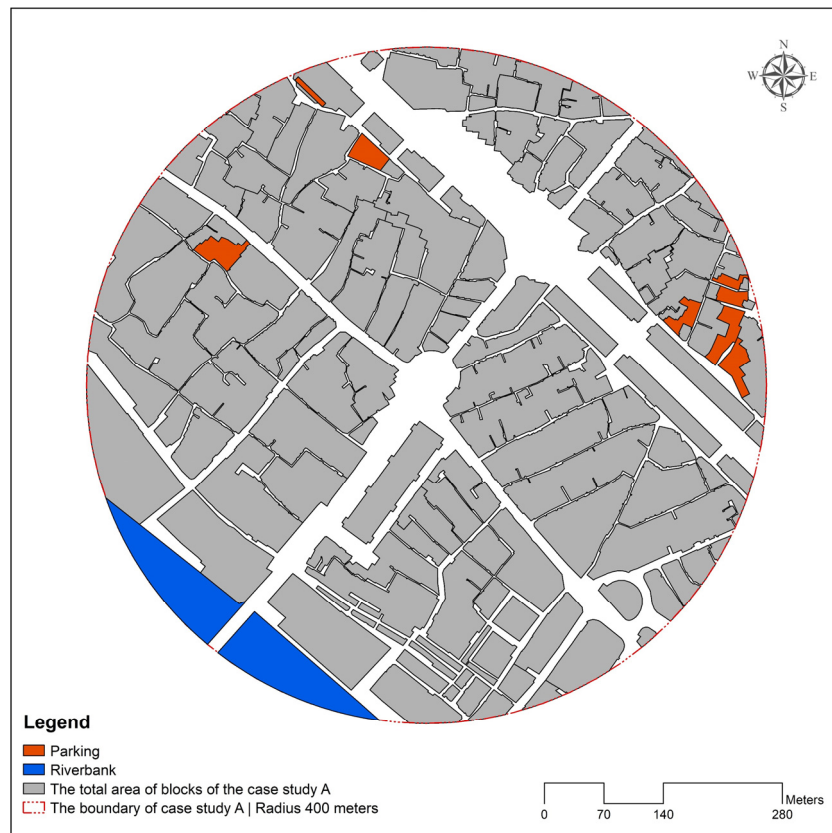 N
W E
S
Legend
Parking
Riverbank
The total area of blocks of the case study A
The boundary of case study A | Radius 400 meters
Meters
0 70 140 280